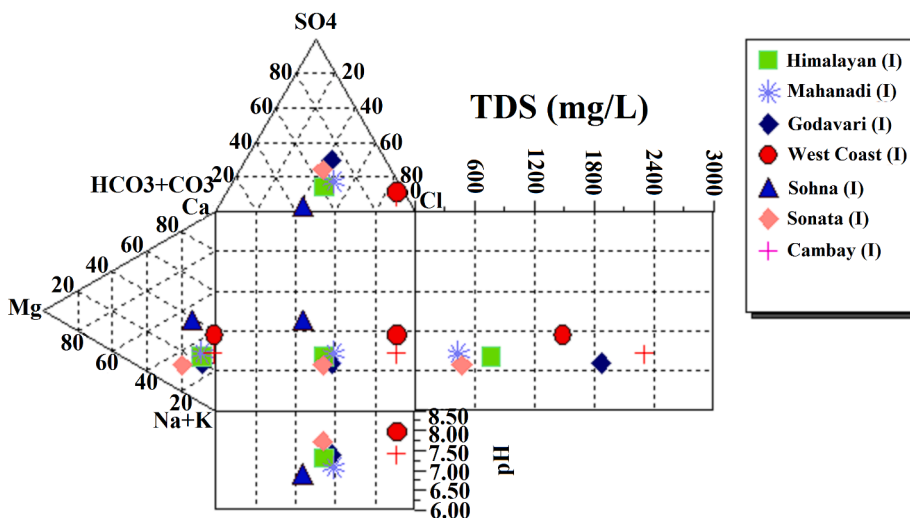 SO4
80 20
60 40
40 60
20 80
HCO3+CO3 Cl
TDS (mg/L)
600 1200 1800 2400 3000
Ca
80
60
40
20
Mg
80
60
40
20
Na+K
8.50
8.00
7.50
7.00
6.50
6.00
pH
Himalayan (I)
Mahanadi (I)
Godavari (I)
West Coast (I)
Sohna (I)
Sonata (I)
Cambay (I)